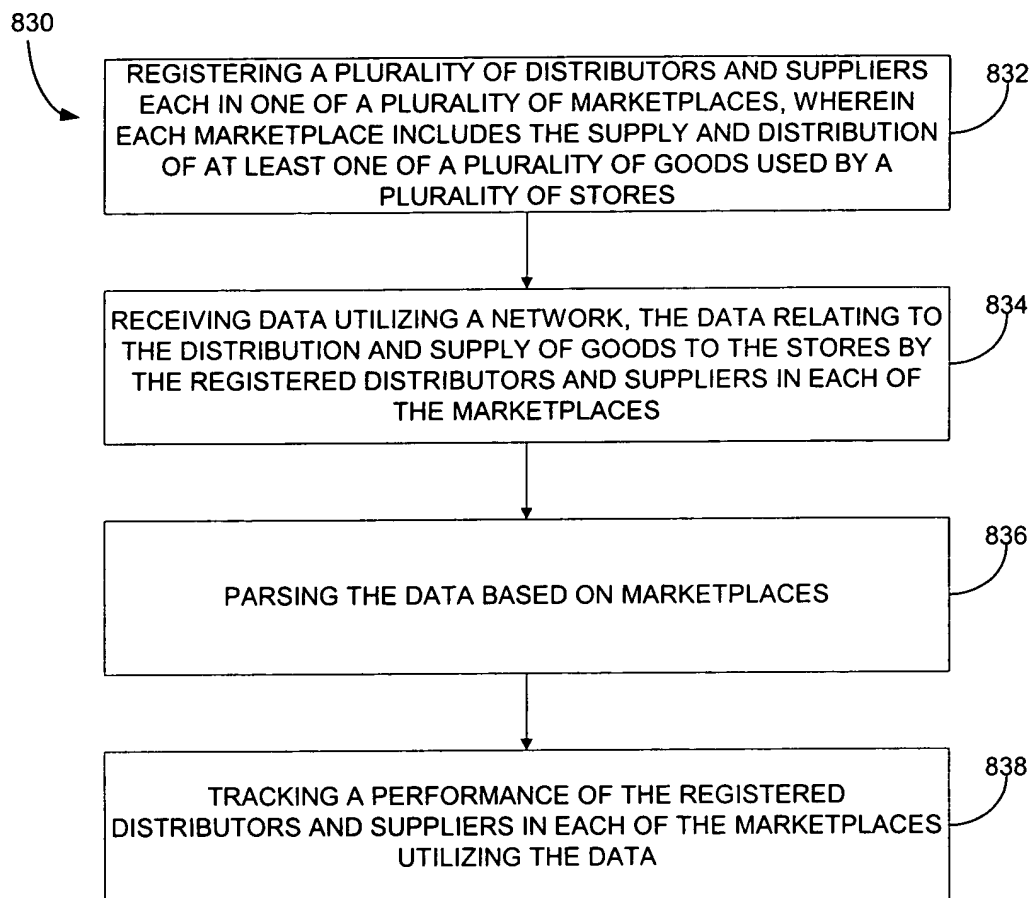 830
REGISTERING A PLURALITY OF DISTRIBUTORS AND SUPPLIERS
EACH IN ONE OF A PLURALITY OF MARKETPLACES, WHEREIN
EACH MARKETPLACE INCLUDES THE SUPPLY AND DISTRIBUTION
OF AT LEAST ONE OF A PLURALITY OF GOODS USED BY A
PLURALITY OF STORES
832
RECEIVING DATA UTILIZING A NETWORK, THE DATA RELATING TO
THE DISTRIBUTION AND SUPPLY OF GOODS TO THE STORES BY
THE REGISTERED DISTRIBUTORS AND SUPPLIERS IN EACH OF
THE MARKETPLACES
834
PARSING THE DATA BASED ON MARKETPLACES
836
TRACKING A PERFORMANCE OF THE REGISTERED
DISTRIBUTORS AND SUPPLIERS IN EACH OF THE MARKETPLACES
UTILIZING THE DATA
838